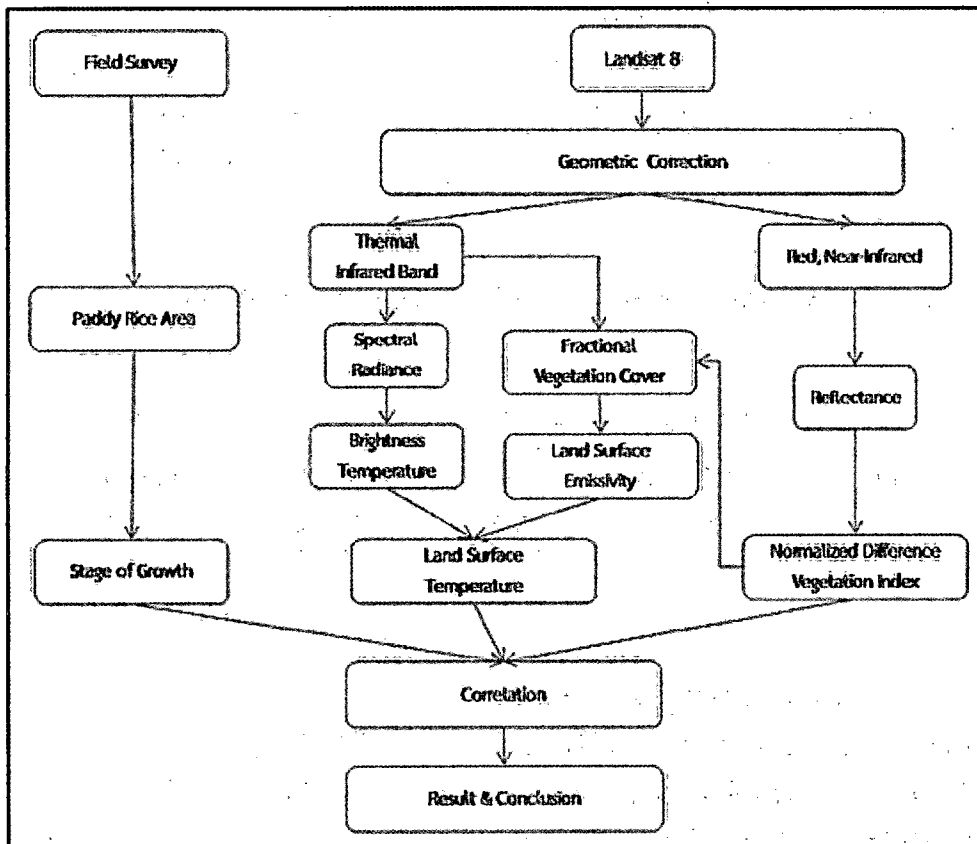 Field Survey
Landsat 8
Geometric Correction
Thermal
Infrared Band
Red, Near-Infrared
Paddy Rice Area
Spectral
Radiance
Fractional
Vegetation Cover
Reflectance
Brightness
Temperature
Land Surface
Emissivity
Stage of Growth
Land Surface
Temperature
Normalized Difference
Vegetation Index
Correlation
Result & Conclusion